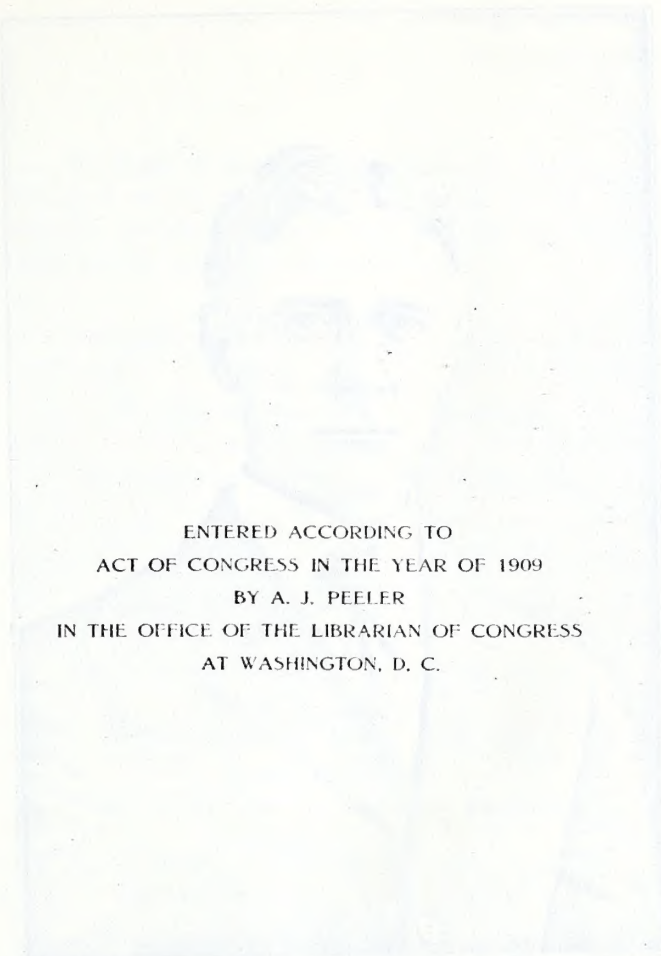 ENTERED ACCORDING TO
ACT OF CONGRESS IN THE YEAR OF 1909
BY A. J. PEELER
IN THE OFFICE OF THE LIBRARIAN OF CONGRESS
AT WASHINGTON, D. C.